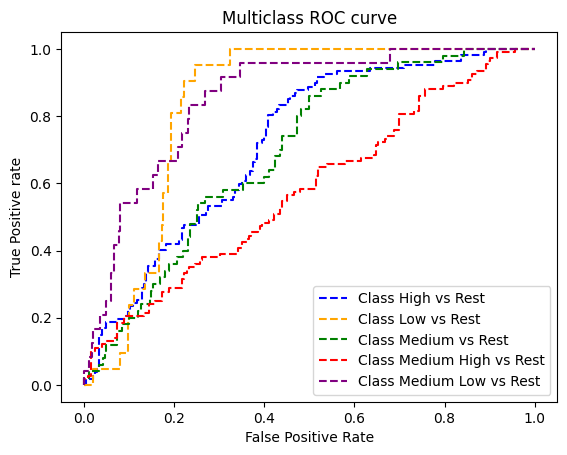 Multiclass ROC curve
1.0
0.8
0.6
0.4
0.2
0.0
True Positive rate
Class High vs Rest
Class Low vs Rest
Class Medium vs Rest
Class Medium High vs Rest
Class Medium Low vs Rest
0.0 0.2 0.4 0.6 0.8 1.0
False Positive Rate